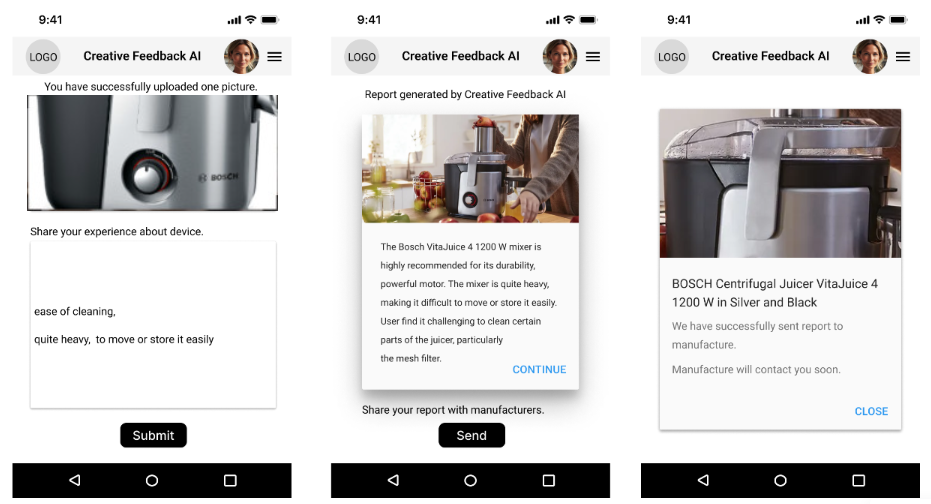 9:41
LOGO
Creative Feedback AI
You have successfully uploaded one picture.
BOSCH
Share your experience about device.
ease of cleaning,
quite heavy,  to move or store it easily
Submit
9:41
LOGO
Creative Feedback AI
Report generated by Creative Feedback AI
The Bosch VitaJuice 4 1200 W mixer is
highly recommended for its durability,
powerful motor. The mixer is quite heavy,
making it difficult to move or store it easily.
User find it challenging to clean certain
parts of the juicer, particularly
the mesh filter.
CONTINUE
Share your report with manufacturers.
Send
9:41
LOGO
Creative Feedback AI
BOSCH Centrifugal Juicer VitaJuice 4
1200 W in Silver and Black
We have successfully sent report to
manufacture.
Manufacture will contact you soon.
CLOSE